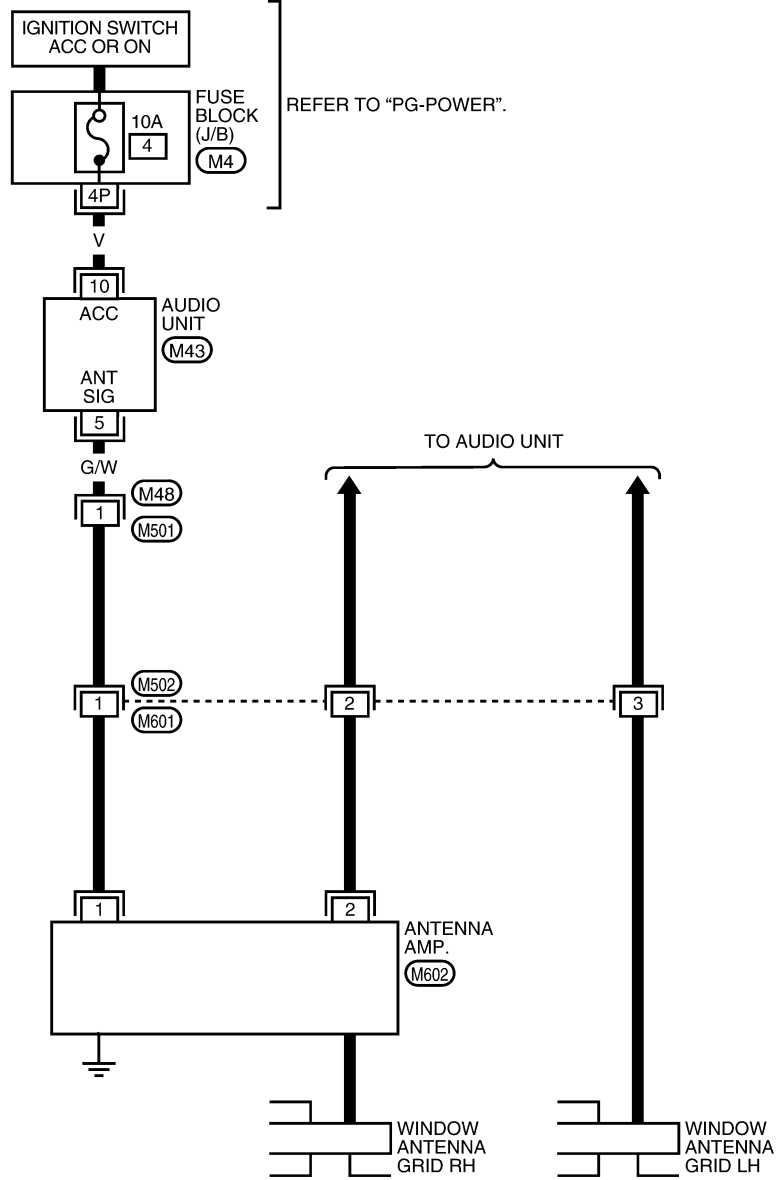 IGNITION SWITCH
ACC OR ON
FUSE
BLOCK
(J/B)
M4
10A
4
REFER TO “PG-POWER”.
4P
V
10
ACC
AUDIO
UNIT
M43
ANT
SIG
5
G/W
TO AUDIO UNIT
M48
1
M501
M502
1
2
3
M601
1
2
ANTENNA
AMP.
M602
WINDOW
ANTENNA
GRID RH
WINDOW
ANTENNA
GRID LH